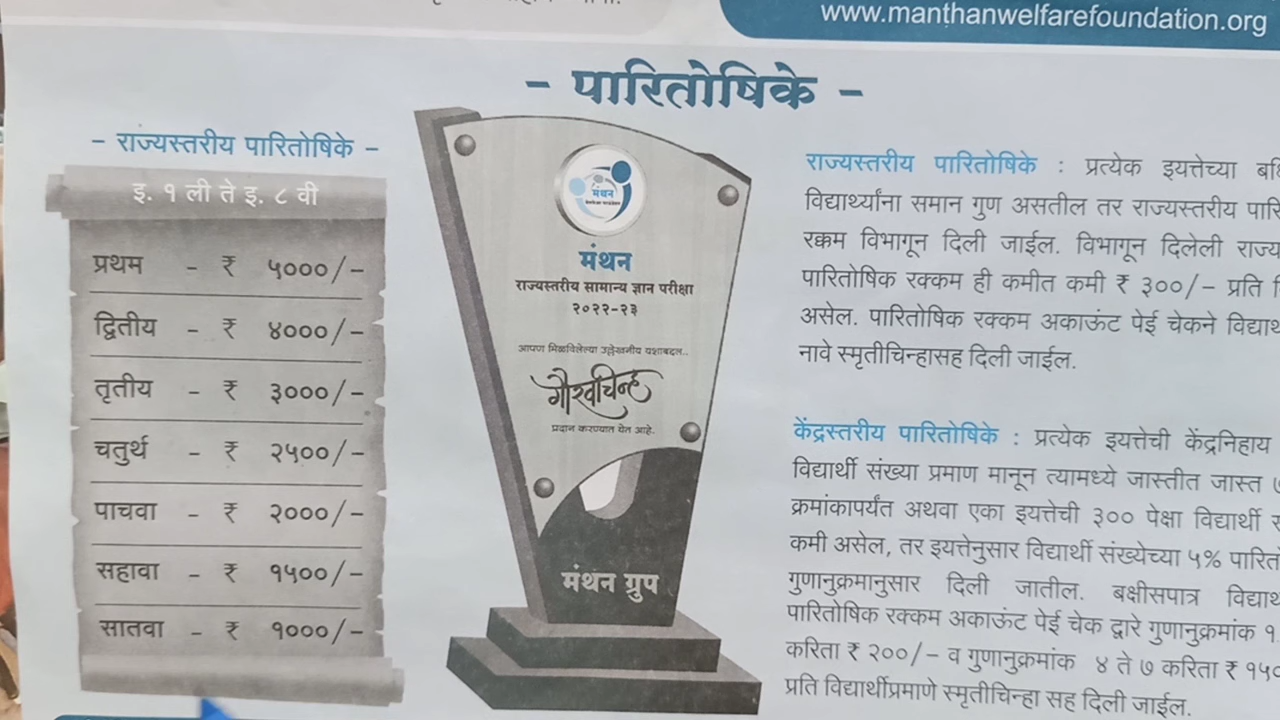 www.manthanwelfarefoundation.org
- पारितोषिके -
- राज्यस्तरीय पारितोषिके -
इ. १ ली ते इ. ८ वी
प्रथम - ₹ ५०००/-
द्वितीय - ₹ ४०००/-
तृतीय - ₹ ३०००/-
चतुर्थ - ₹ २५००/-
पाचवा - ₹ २०००/-
सहावा - ₹ १५००/-
सातवा - ₹ १०००/-
मंथन
मंथन
राज्यस्तरीय सामान्य ज्ञान परीक्षा
२०२२-२३
आपण मिळविलेल्या उल्लेखनीय यशाबद्दल..
गौरवचिन्ह
प्रदान करण्यात येत आहे.
मंथन ग्रुप
राज्यस्तरीय पारितोषिके : प्रत्येक इयत्तेच्या
विद्यार्थ्यांना समान गुण असतील तर राज्यस्तरीय
रक्कम विभागून दिली जाईल. विभागून दिलेली
पारितोषिक रक्कम ही कमीत कमी ₹ ३००/- प्रति
असेल. पारितोषिक रक्कम अकाऊंट पेई चेकने
नावे स्मृतीचिन्हासह दिली जाईल.
केंद्रस्तरीय पारितोषिके : प्रत्येक इयत्तेची केंद्रनिहाय
विद्यार्थी संख्या प्रमाण मानून त्यामध्ये जास्तीत जास्त
क्रमांकापर्यंत अथवा एका इयत्तेची ३०० पेक्षा विद्यार्थी
कमी असेल, तर इयत्तेनुसार विद्यार्थी संख्येच्या ५%
गुणानुक्रमानुसार दिली जातील. बक्षीसपात्र
पारितोषिक रक्कम अकाऊंट पेई चेक द्वारे गुणानुक्रमांक १
करिता ₹ २००/- व गुणानुक्रमांक ४ ते ७ करिता ₹
प्रति विद्यार्थीप्रमाणे स्मृतीचिन्हा सह दिली जाईल.